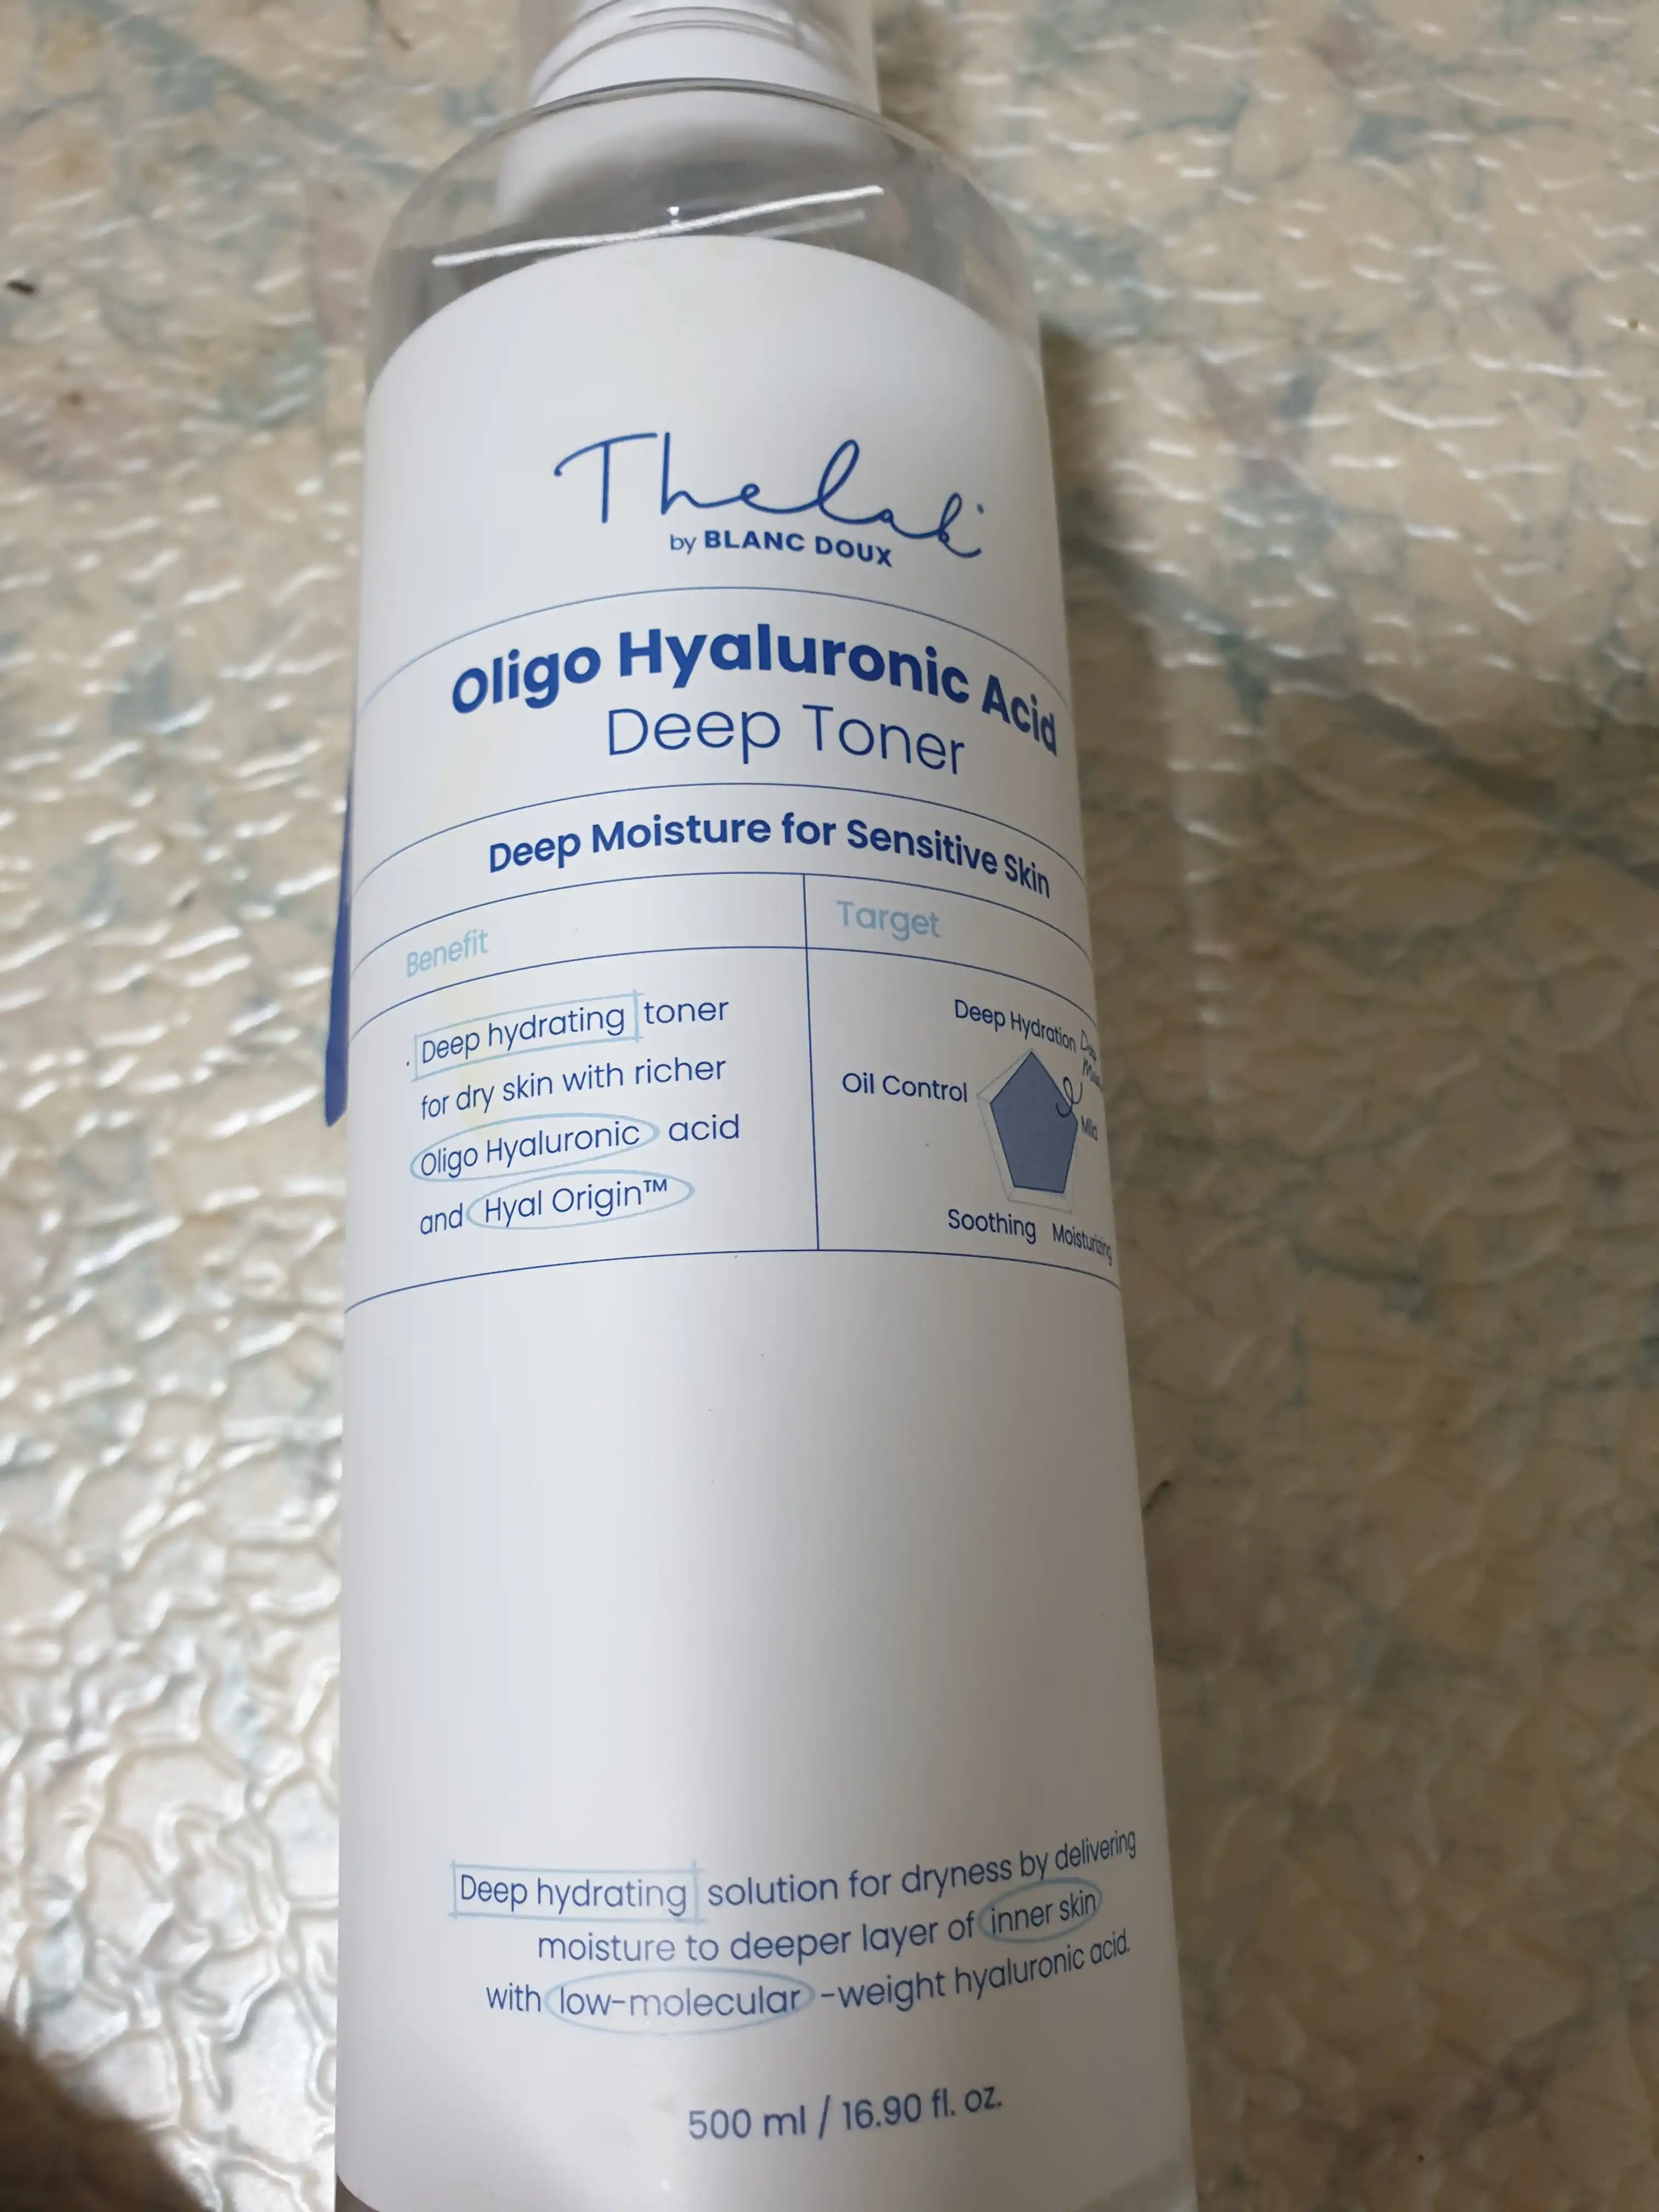 Thelab
by BLANC DOUX
Oligo Hyaluronic Acid
Deep Toner
Deep Moisture for Sensitive Skin
Benefit
Target
Deep hydrating toner
for dry skin with richer
Oligo Hyaluronic acid
and Hyal Origin™
Deep Hydration
Oil Control
Mild
Soothing Moisturizing
Deep hydrating solution for dryness by delivering
moisture to deeper layer of inner skin
with low-molecular -weight hyaluronic acid.
500 ml / 16.90 fl. oz.